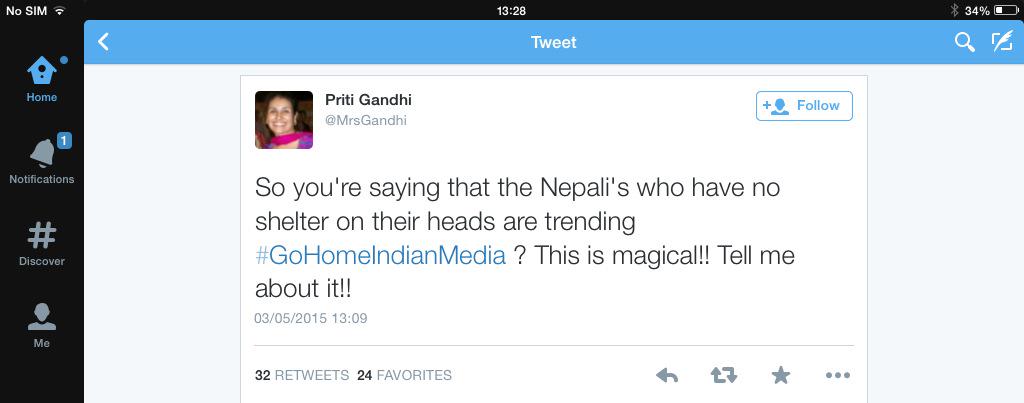 No SIM 13:28 34%
Tweet
Home
1
Notifications
Discover
Me
Priti Gandhi
@MrsGandhi
Follow
So you're saying that the Nepali's who have no
shelter on their heads are trending
#GoHomeIndianMedia ? This is magical!! Tell me
about it!!
03/05/2015 13:09
32 RETWEETS 24 FAVORITES